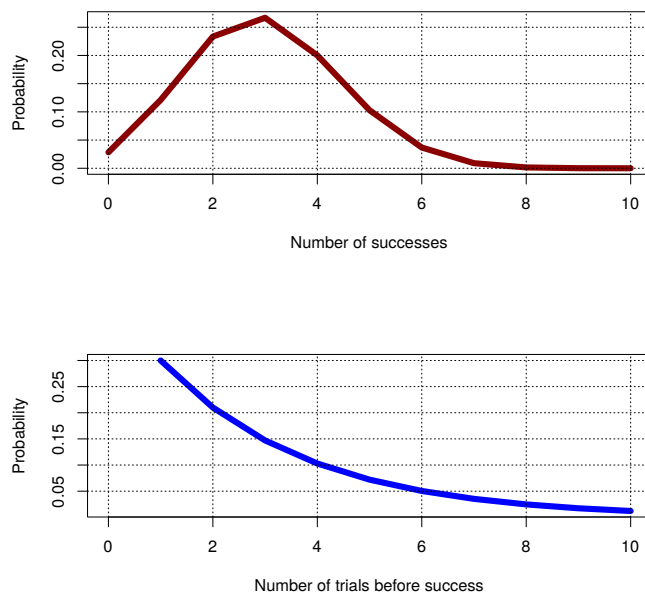 Probability
0.20
0.10
0.00
0 2 4 6 8 10
Number of successes
Probability
0.25
0.15
0.05
0 2 4 6 8 10
Number of trials before success